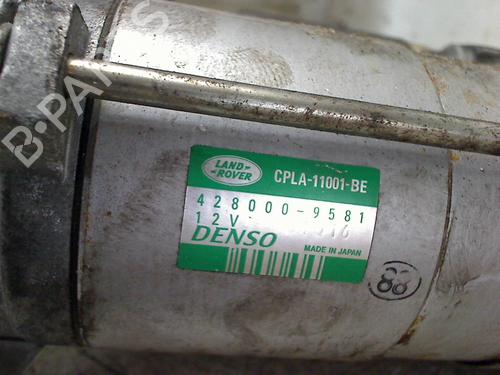 B-PARTS
LAND-
-ROVER
CPLA-11001-BE
428000-9581
12V
DENSO
MADE IN JAPAN
88